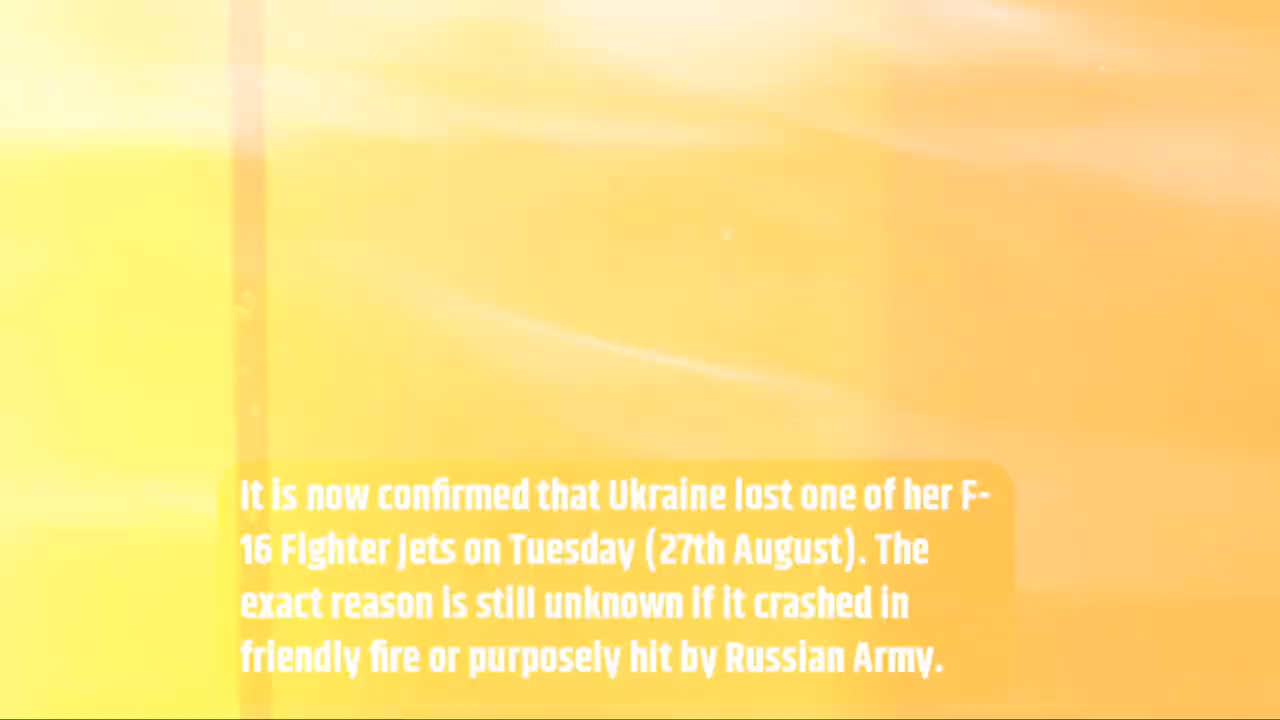 It is now confirmed that Ukraine lost one of her F-
16 Fighter Jets on Tuesday (27th August). The
exact reason is still unknown if it crashed in
friendly fire or purposely hit by Russian Army.